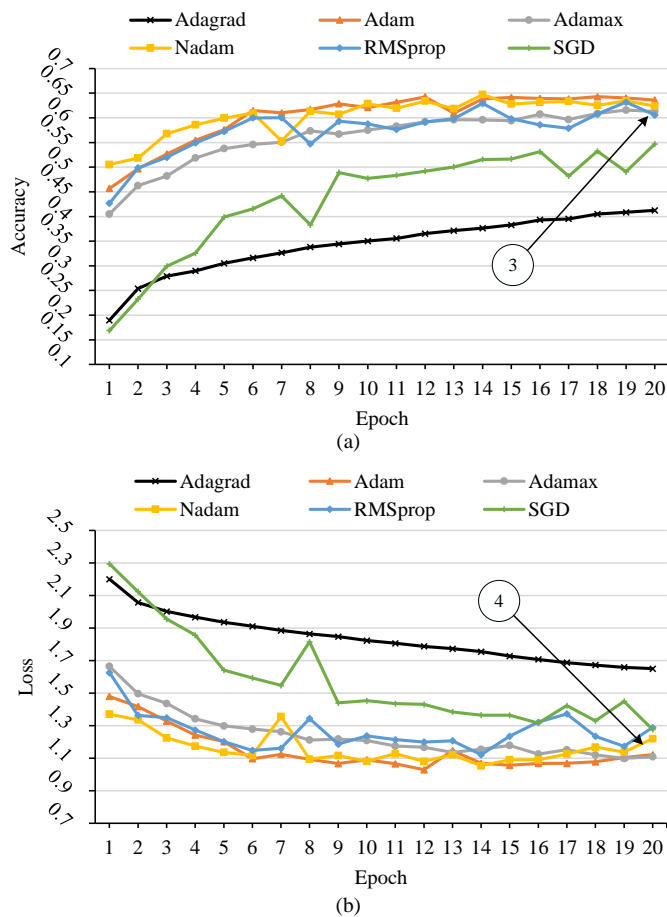 Adagrad Adam Adamax
Nadam RMSprop SGD
0.7
0.65
0.6
0.55
0.5
0.45
0.4
0.35
0.3
0.25
0.2
0.15
0.1
Accuracy
3
1 2 3 4 5 6 7 8 9 10 11 12 13 14 15 16 17 18 19 20
Epoch
(a)
Adagrad Adam Adamax
Nadam RMSprop SGD
2.5
2.3
2.1
1.9
1.7
1.5
1.3
1.1
0.9
0.7
Loss
4
1 2 3 4 5 6 7 8 9 10 11 12 13 14 15 16 17 18 19 20
Epoch
(b)